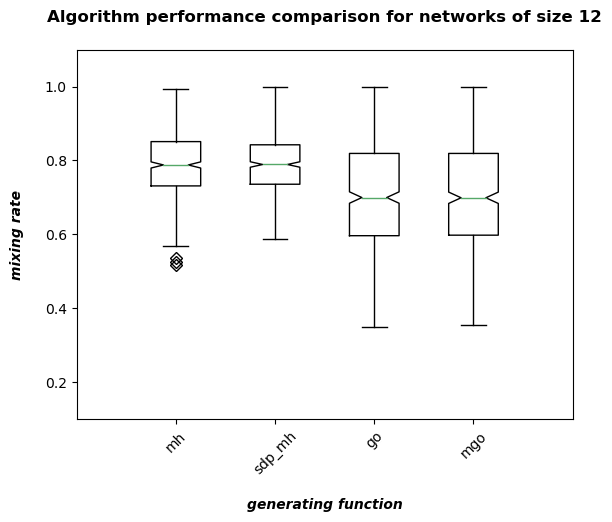 Algorithm performance comparison for networks of size 12
1.0
0.8
0.6
0.4
0.2
mixing rate
mh
sdp_mh
go
mgo
generating function